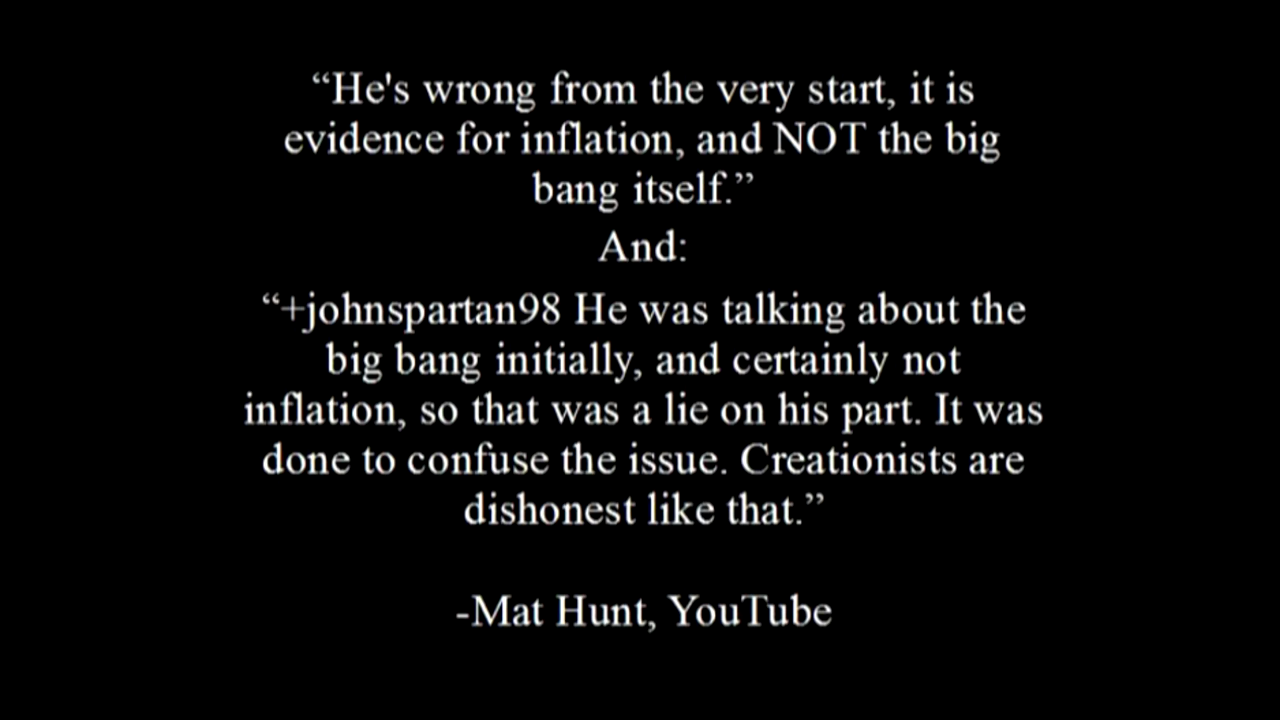 “He's wrong from the very start, it is
evidence for inflation, and NOT the big
bang itself.”
And:
“+johnspartan98 He was talking about the
big bang initially, and certainly not
inflation, so that was a lie on his part. It was
done to confuse the issue. Creationists are
dishonest like that.”
-Mat Hunt, YouTube